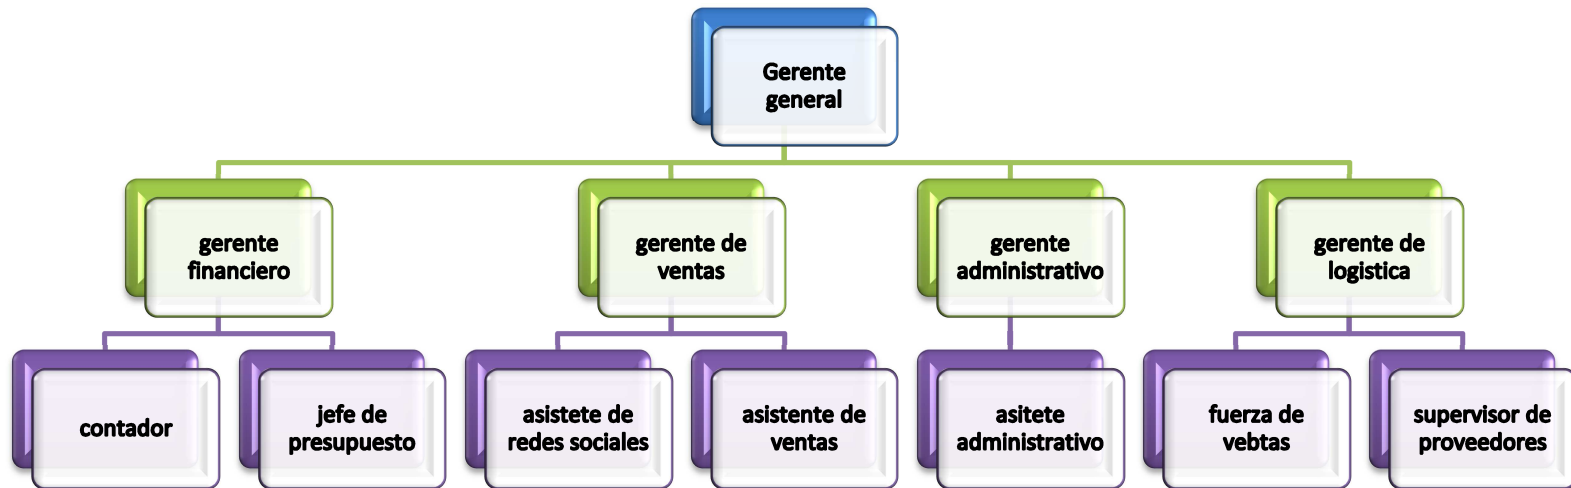 Gerente
general
gerente
financiero
gerente de
ventas
gerente
administrativo
gerente de
logistica
contador
jefe de
presupuesto
asistete de
redes sociales
asistente de
ventas
asitete
administrativo
fuerza de
vebtas
supervisor de
proveedores